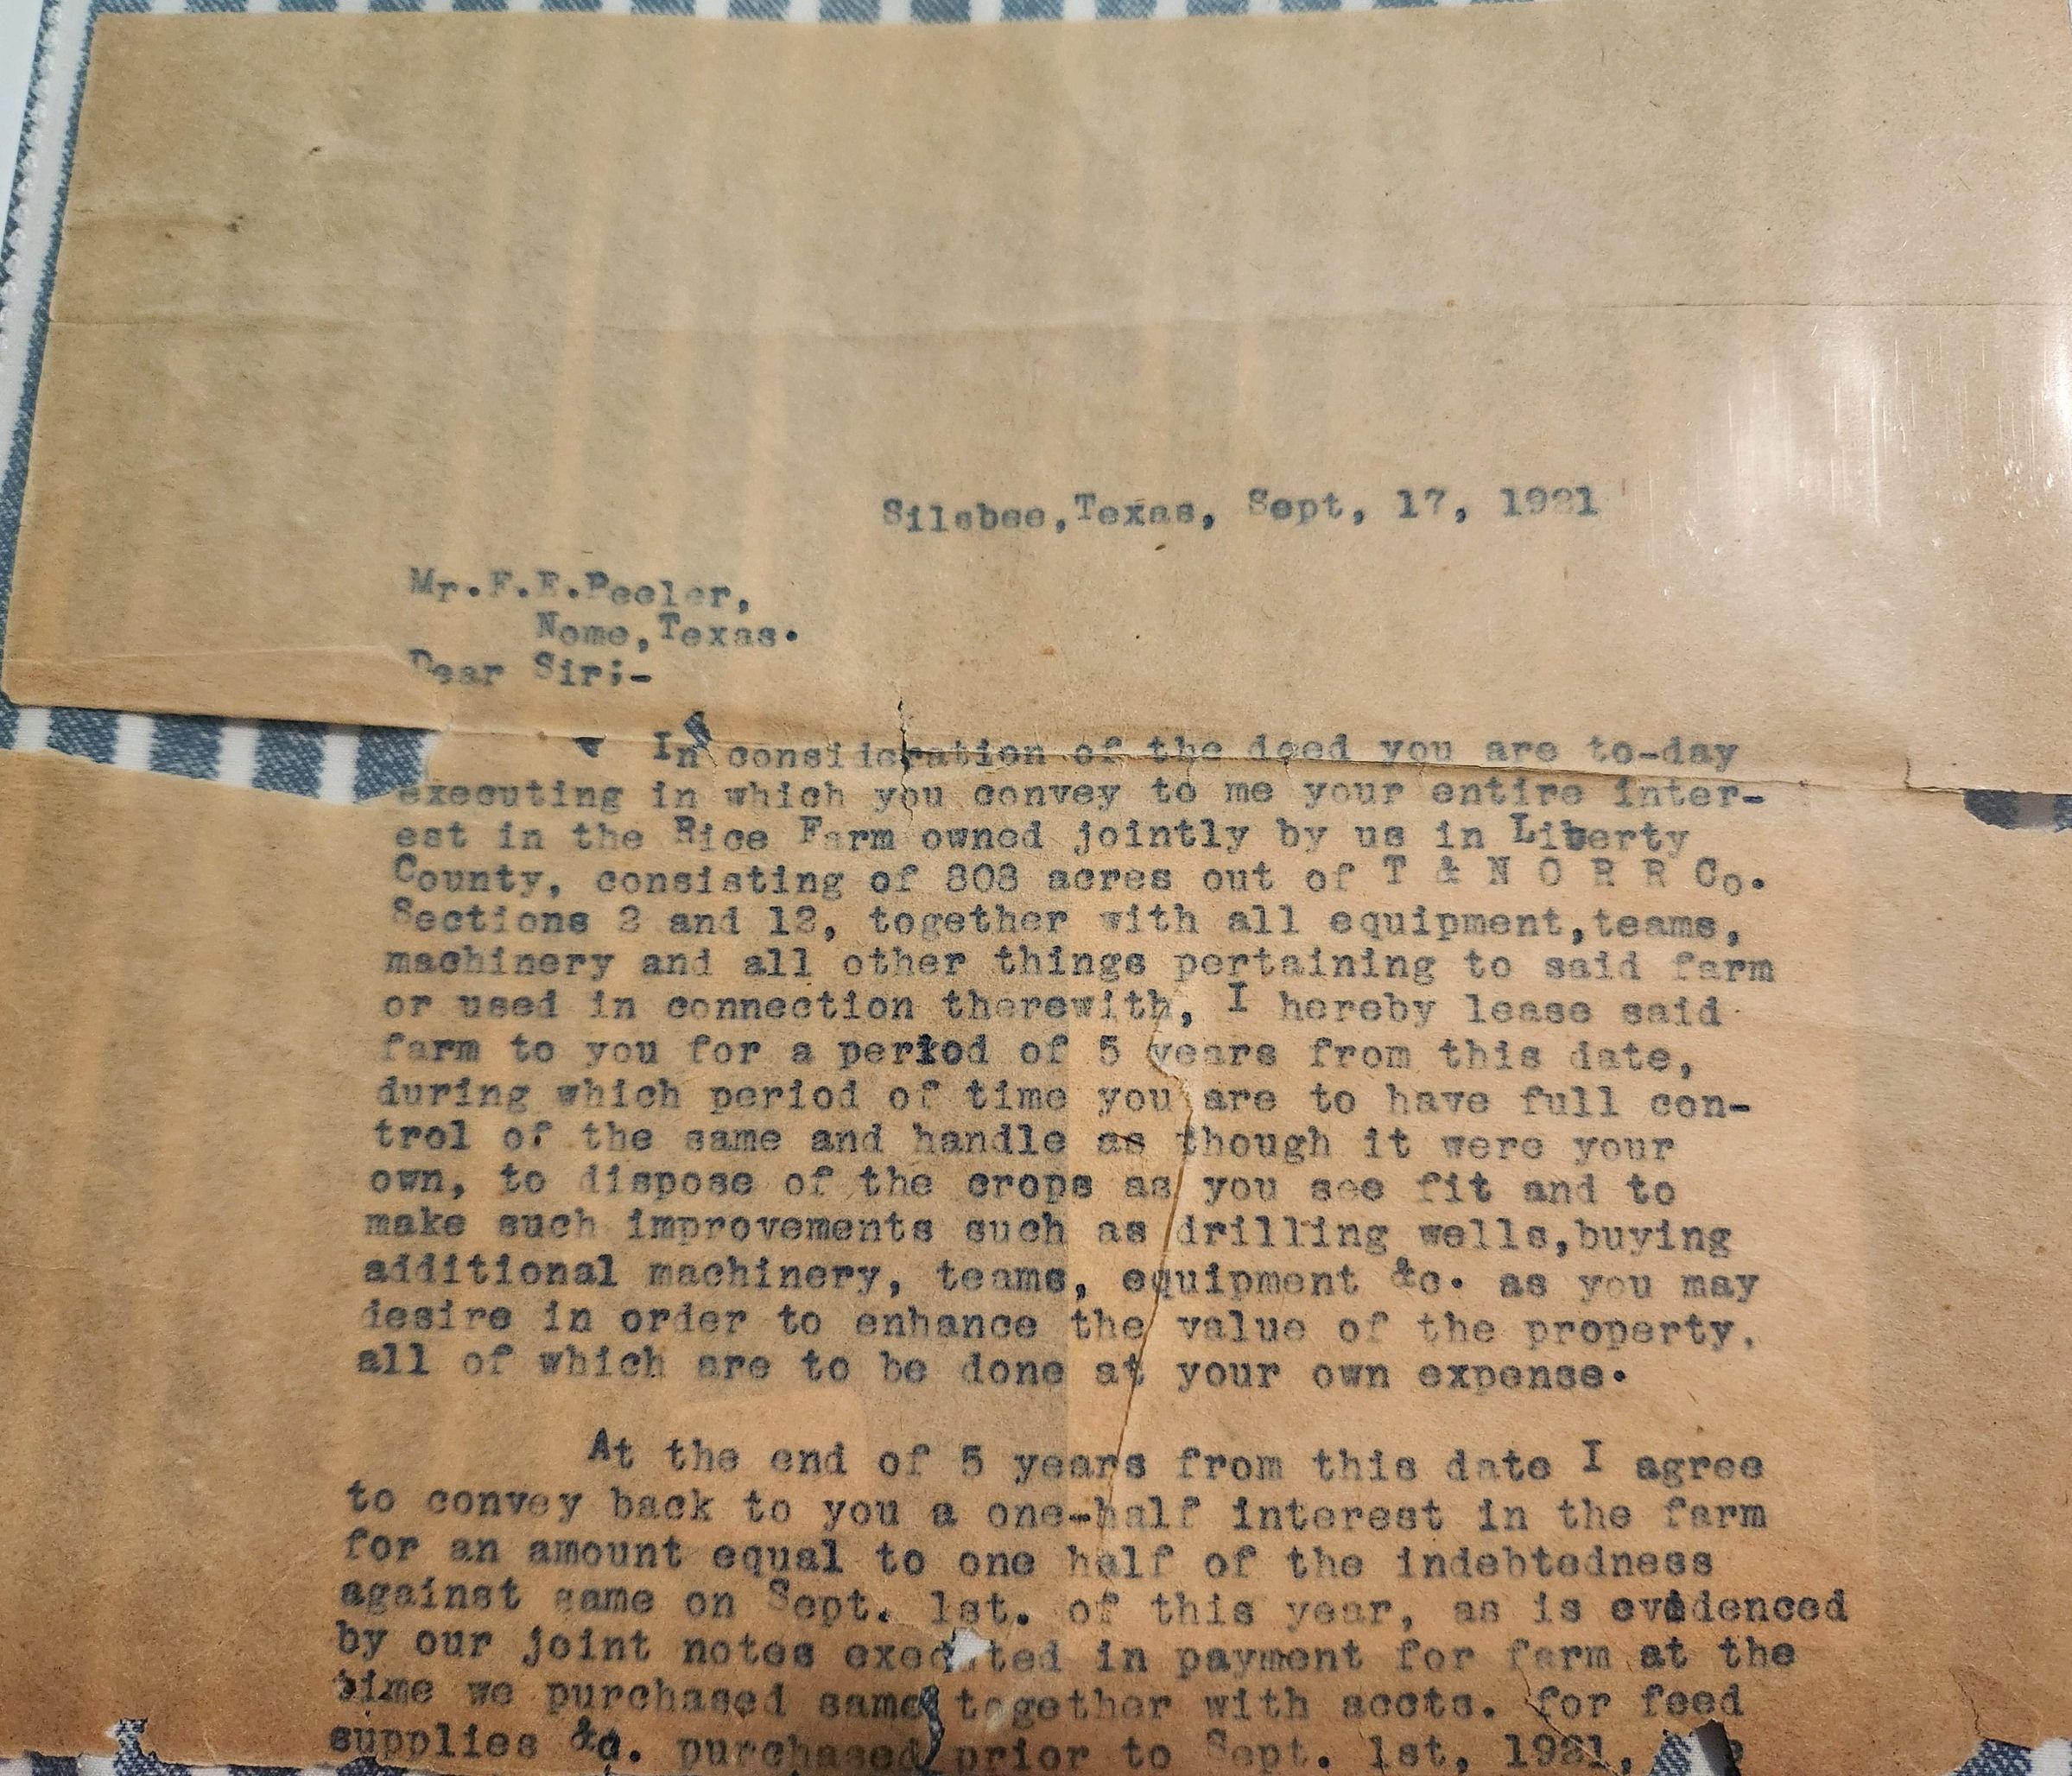 Silsbee,Texas, Sept, 17, 1921
Mr.F.E.Peeler,
Nome,Texas.
Dear Sir;-
In consideration of the deed you are to-day
executing in which you convey to me your entire inter-
est in the Rice Farm owned jointly by us in Liberty
County, consisting of 808 acres out of T & N O R R Co.
Sections 2 and 12, together with all equipment,teams,
machinery and all other things pertaining to said farm
or used in connection therewith, I hereby lease said
farm to you for a period of 5 years from this date,
during which period of time you are to have full con-
trol of the same and handle as though it were your
own, to dispose of the crops as you see fit and to
make such improvements such as drilling wells,buying
additional machinery, teams, equipment &c. as you may
desire in order to enhance the value of the property,
all of which are to be done at your own expense.
At the end of 5 years from this date I agree
to convey back to you a one-half interest in the farm
for an amount equal to one half of the indebtedness
against same on Sept. 1st. of this year, as is evidenced
by our joint notes executed in payment for farm at the
time we purchased same together with accts. for feed
supplies &c. purchased prior to Sept. 1st, 1921,